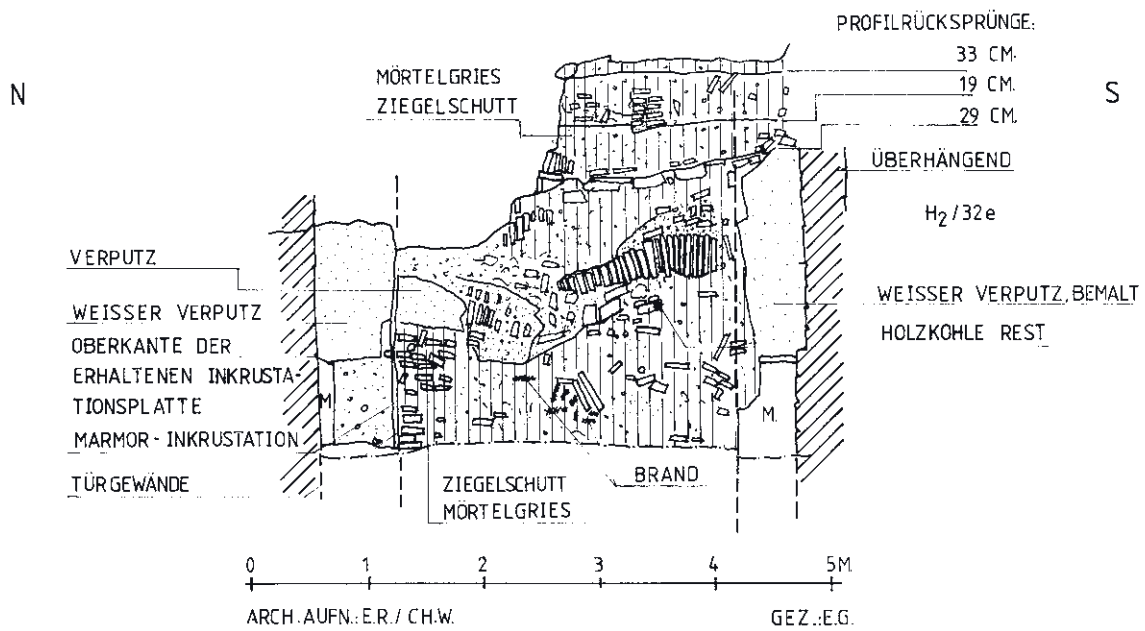 PROFILRÜCKSPRÜNGE:
33 CM.
19 CM.
29 CM.
N
S
MÖRTELGRIES
ZIEGELSCHUTT
ÜBERHÄNGEND
H2/32e
VERPUTZ
WEISSER VERPUTZ
OBERKANTE DER
ERHALTENEN INKRUSTA-
TIONSPLATTE
MARMOR-INKRUSTATION
TÜRGEWÄNDE
WEISSER VERPUTZ, BEMALT
HOLZKOHLE REST
M
M.
ZIEGELSCHUTT
MÖRTELGRIES
BRAND
0 1 2 3 4 5M.
ARCH.AUFN.:E.R./CH.W.
GEZ.:E.G.